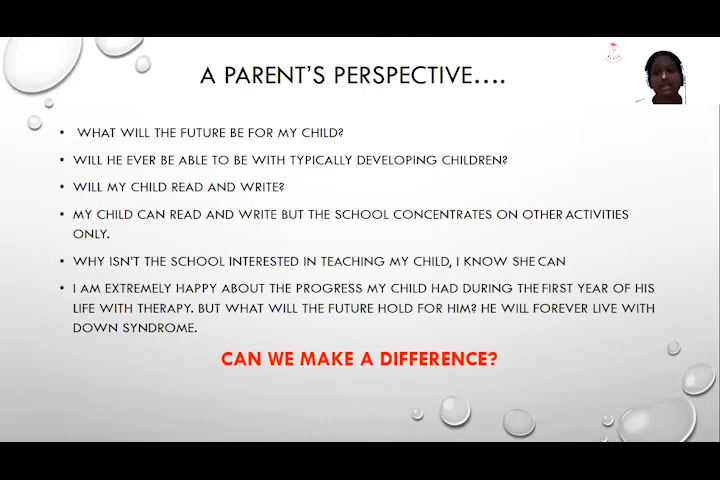 A PARENT'S PERSPECTIVE....
• WHAT WILL THE FUTURE BE FOR MY CHILD?
• WILL HE EVER BE ABLE TO BE WITH TYPICALLY DEVELOPING CHILDREN?
• WILL MY CHILD READ AND WRITE?
• MY CHILD CAN READ AND WRITE BUT THE SCHOOL CONCENTRATES ON OTHER ACTIVITIES
ONLY.
• WHY ISN'T THE SCHOOL INTERESTED IN TEACHING MY CHILD, I KNOW SHE CAN
• I AM EXTREMELY HAPPY ABOUT THE PROGRESS MY CHILD HAD DURING THE FIRST YEAR OF HIS
LIFE WITH THERAPY. BUT WHAT WILL THE FUTURE HOLD FOR HIM? HE WILL FOREVER LIVE WITH
DOWN SYNDROME.
CAN WE MAKE A DIFFERENCE?